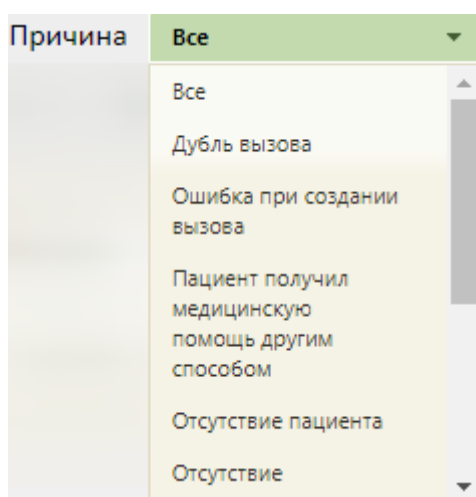 Причина Все
Все
Дубль вызова
Ошибка при создании
вызова
Пациент получил
медицинскую
помощь другим
способом
Отсутствие пациента
Отсутствие